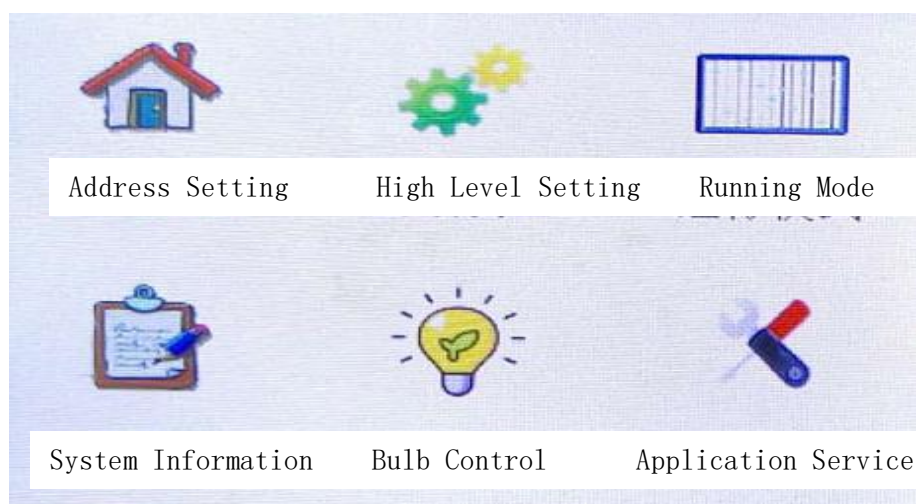 Address Setting High Level Setting Running Mode
System Information Bulb Control Application Service